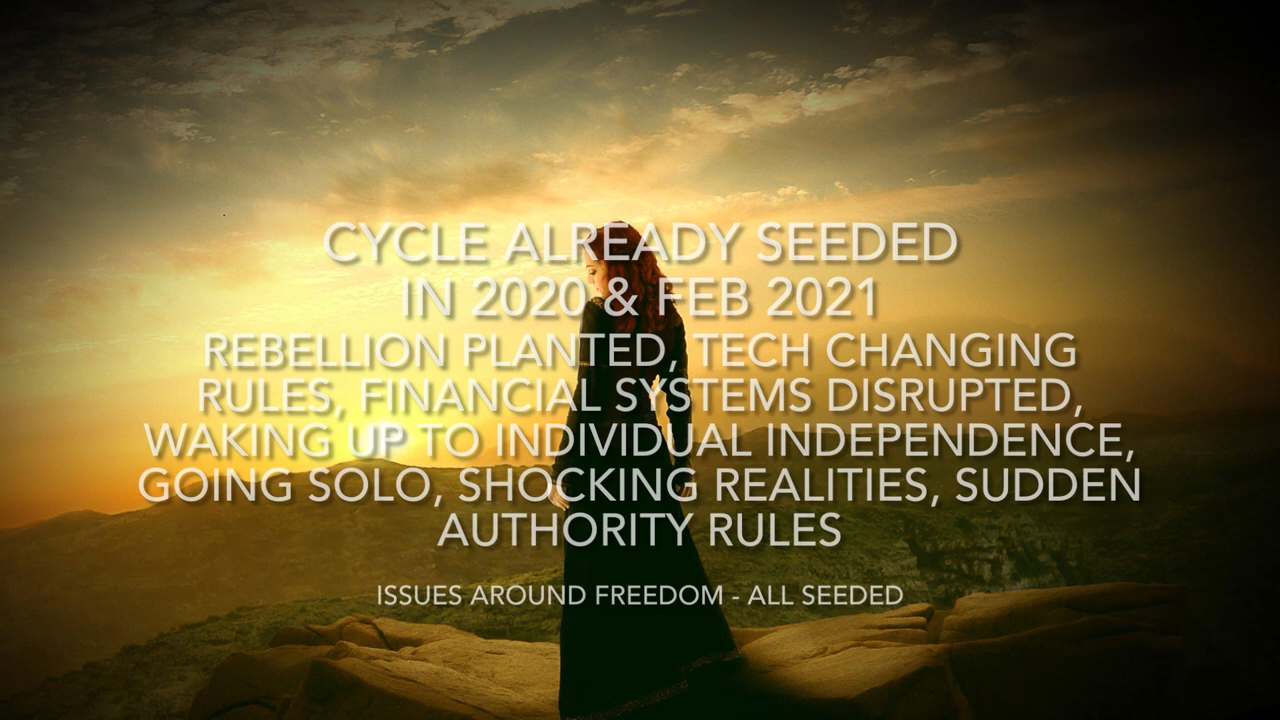 CYCLE ALREADY SEEDED
IN 2020 & FEB 2021
REBELLION PLANTED, TECH CHANGING
RULES, FINANCIAL SYSTEMS DISRUPTED,
WAKING UP TO INDIVIDUAL INDEPENDENCE,
GOING SOLO, SHOCKING REALITIES, SUDDEN
AUTHORITY RULES
ISSUES AROUND FREEDOM - ALL SEEDED